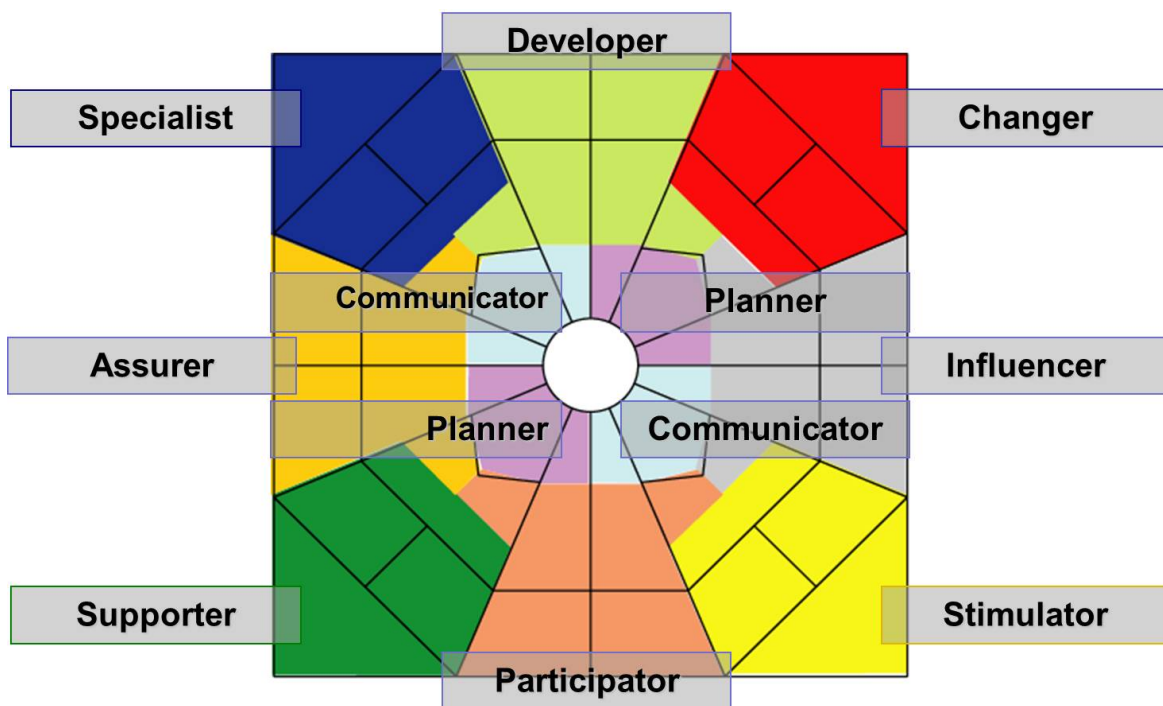 Developer
Specialist
Changer
Communicator
Planner
Assurer
Influencer
Planner
Communicator
Supporter
Stimulator
Participator